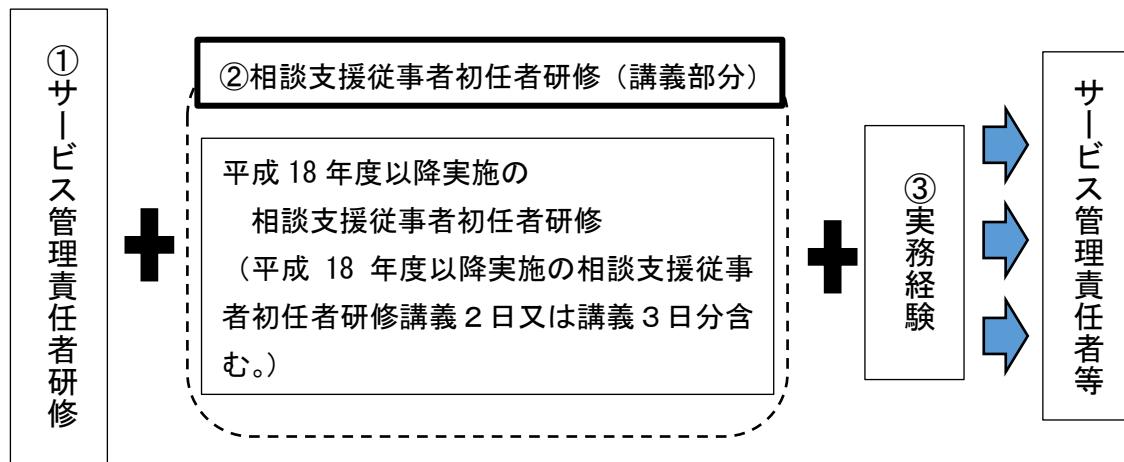 ①サービス管理責任者研修
②相談支援従事者初任者研修（講義部分）
平成 18 年度以降実施の
相談支援従事者初任者研修
（平成 18 年度以降実施の相談支援従事
者初任者研修講義２日又は講義３日分含
む。）
③実務経験
サービス管理責任者等